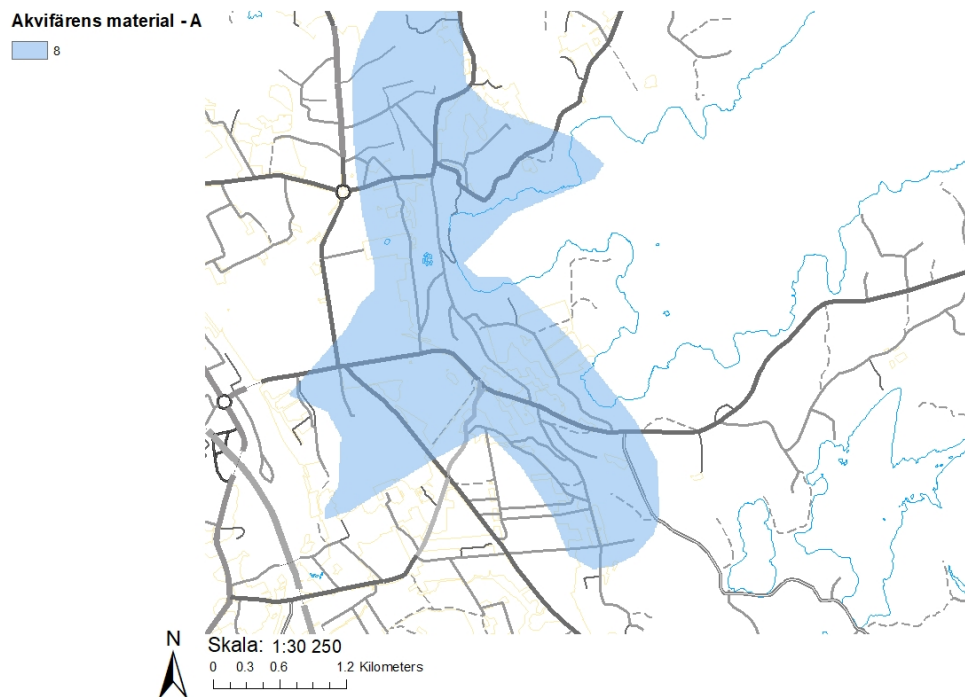 Akvifärens material - A
8
N
Skala: 1:30 250
0 0.3 0.6 1.2 Kilometers